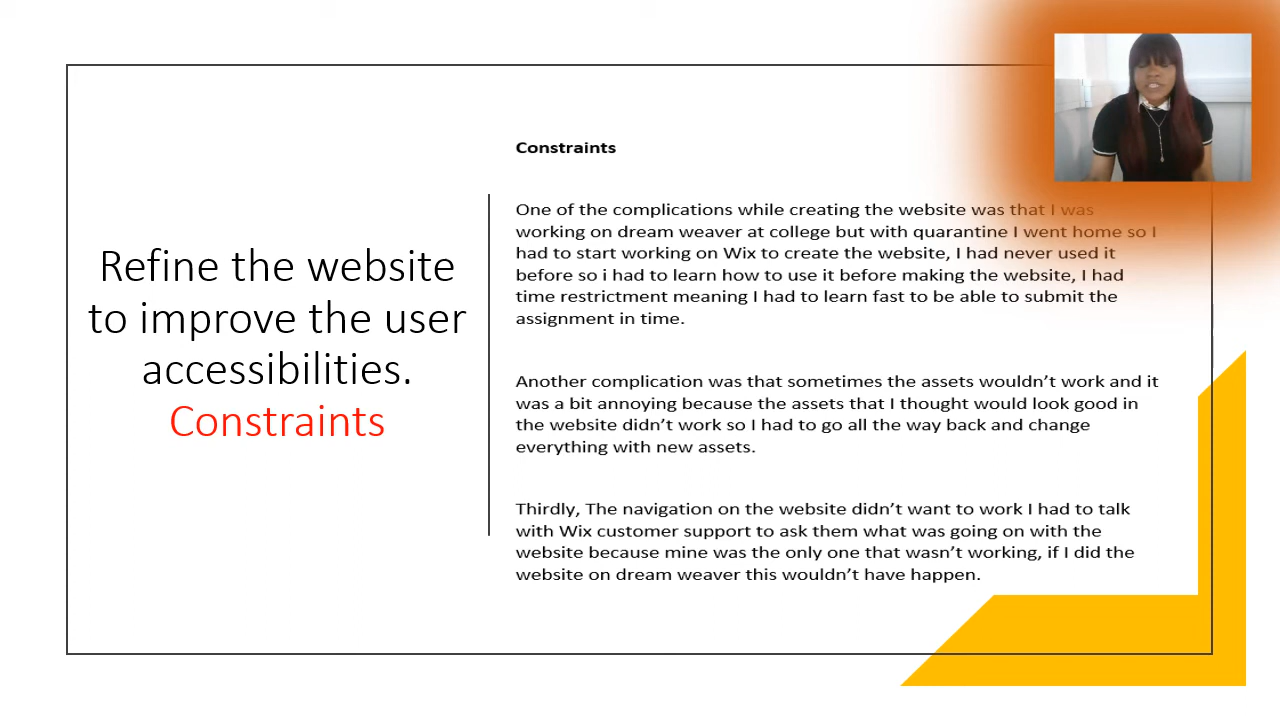 Refine the website
to improve the user
accessibilities.
Constraints
Constraints
One of the complications while creating the website was that I was
working on dream weaver at college but with quarantine I went home so I
had to start working on Wix to create the website, I had never used it
before so i had to learn how to use it before making the website, I had
time restrictment meaning I had to learn fast to be able to submit the
assignment in time.
Another complication was that sometimes the assets wouldn’t work and it
was a bit annoying because the assets that I thought would look good in
the website didn’t work so I had to go all the way back and change
everything with new assets.
Thirdly, The navigation on the website didn’t want to work I had to talk
with Wix customer support to ask them what was going on with the
website because mine was the only one that wasn’t working, if I did the
website on dream weaver this wouldn’t have happen.